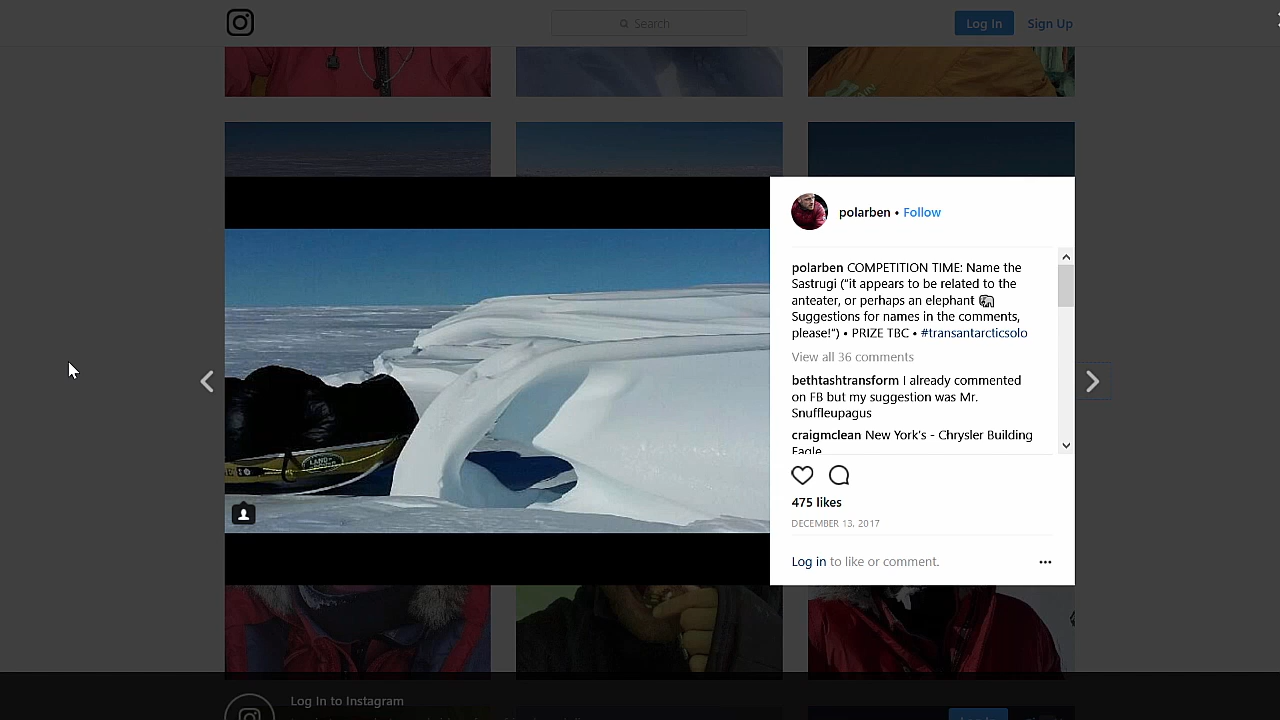 Search
Log In
Sign Up
polarben • Follow
polarben COMPETITION TIME: Name the
Sastrugi ("it appears to be related to the
anteater, or perhaps an elephant 🐘
Suggestions for names in the comments,
please!") • PRIZE TBC • #transantarcticsolo
View all 36 comments
bethtashtransform I already commented
on FB but my suggestion was Mr.
Snuffleupagus
craigmclean New York's - Chrysler Building
Eagle
LAND
ROVER
475 likes
DECEMBER 13, 2017
Log in to like or comment.
Log In to Instagram